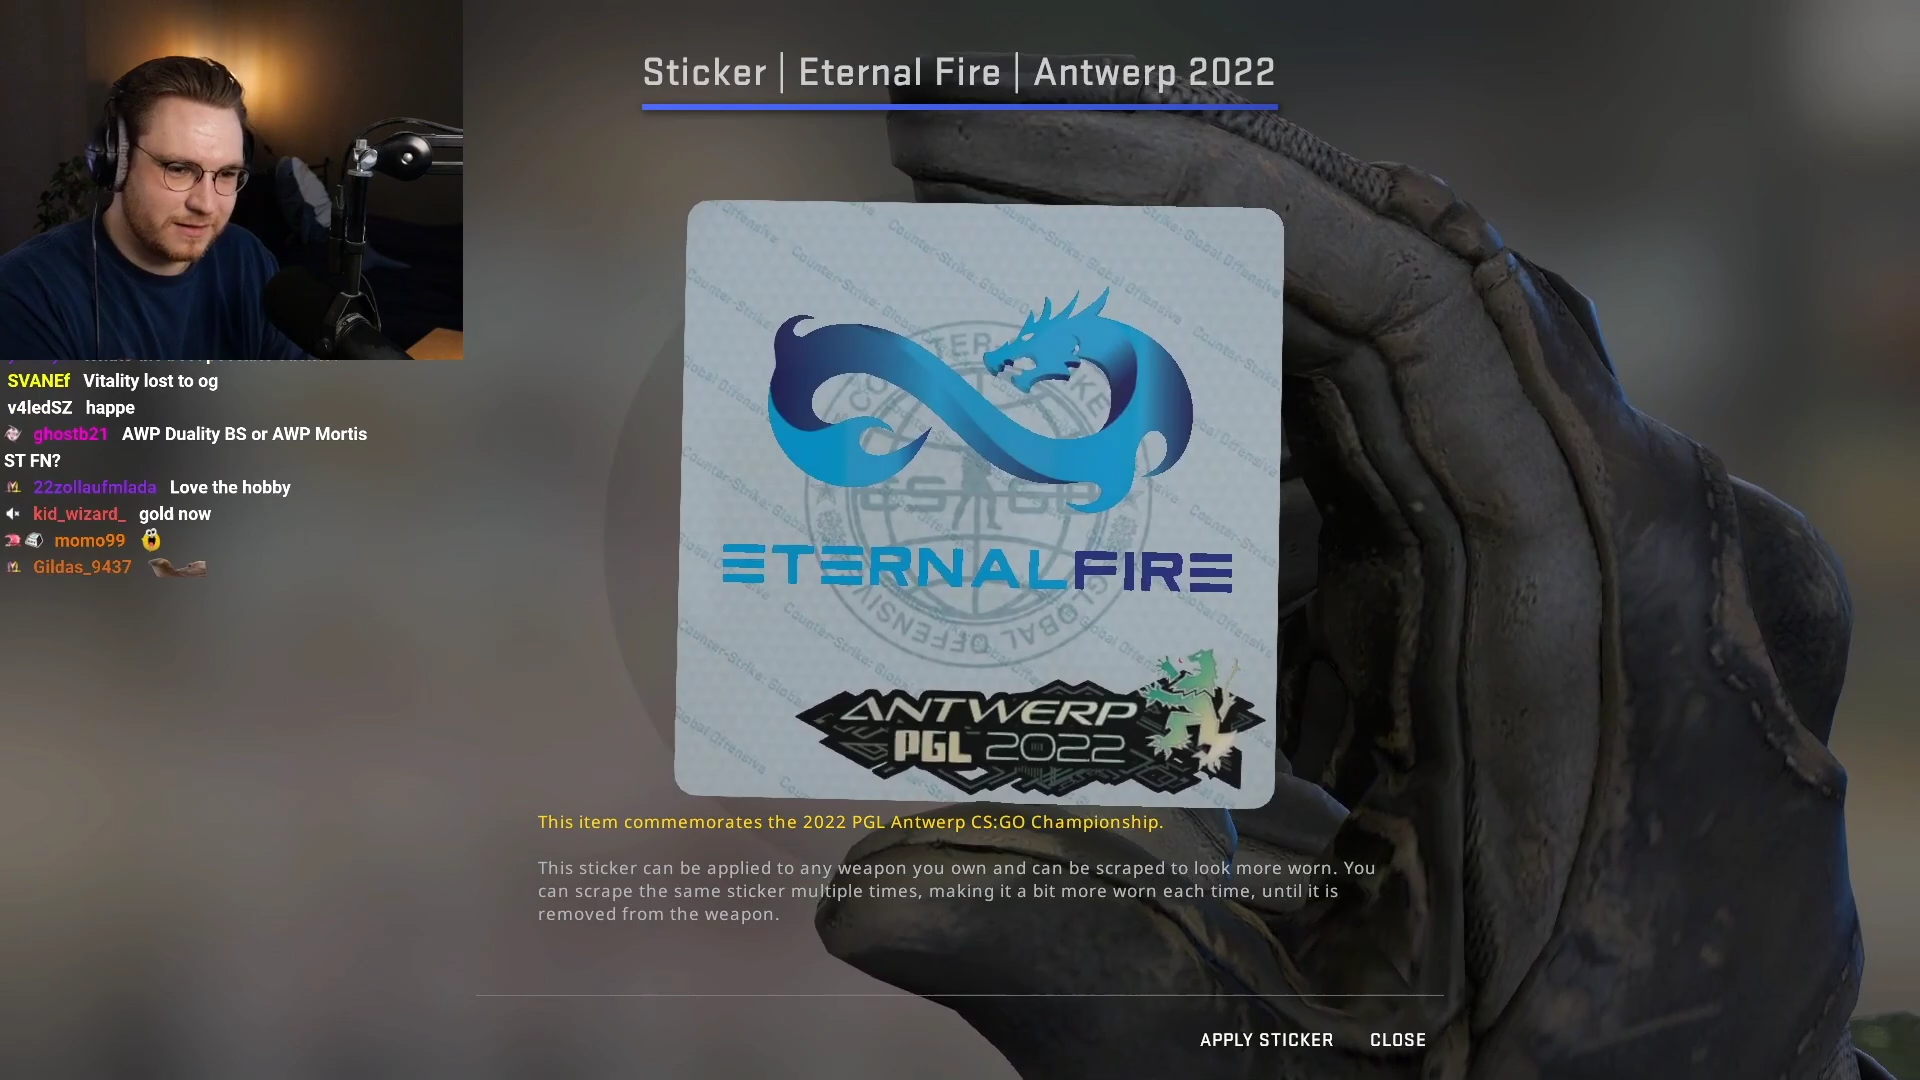 Sticker | Eternal Fire | Antwerp 2022
SVANEf Vitality lost to og
v4ledSZ happe
ghostb21 AWP Duality BS or AWP Mortis
ST FN?
22zollaufmlada Love the hobby
kid_wizard_ gold now
momo99
Gildas_9437
ETERNALFIRE
ANTWERP
PGL 2022
This item commemorates the 2022 PGL Antwerp CS:GO Championship.
This sticker can be applied to any weapon you own and can be scraped to look more worn. You
can scrape the same sticker multiple times, making it a bit more worn each time, until it is
removed from the weapon.
APPLY STICKER CLOSE